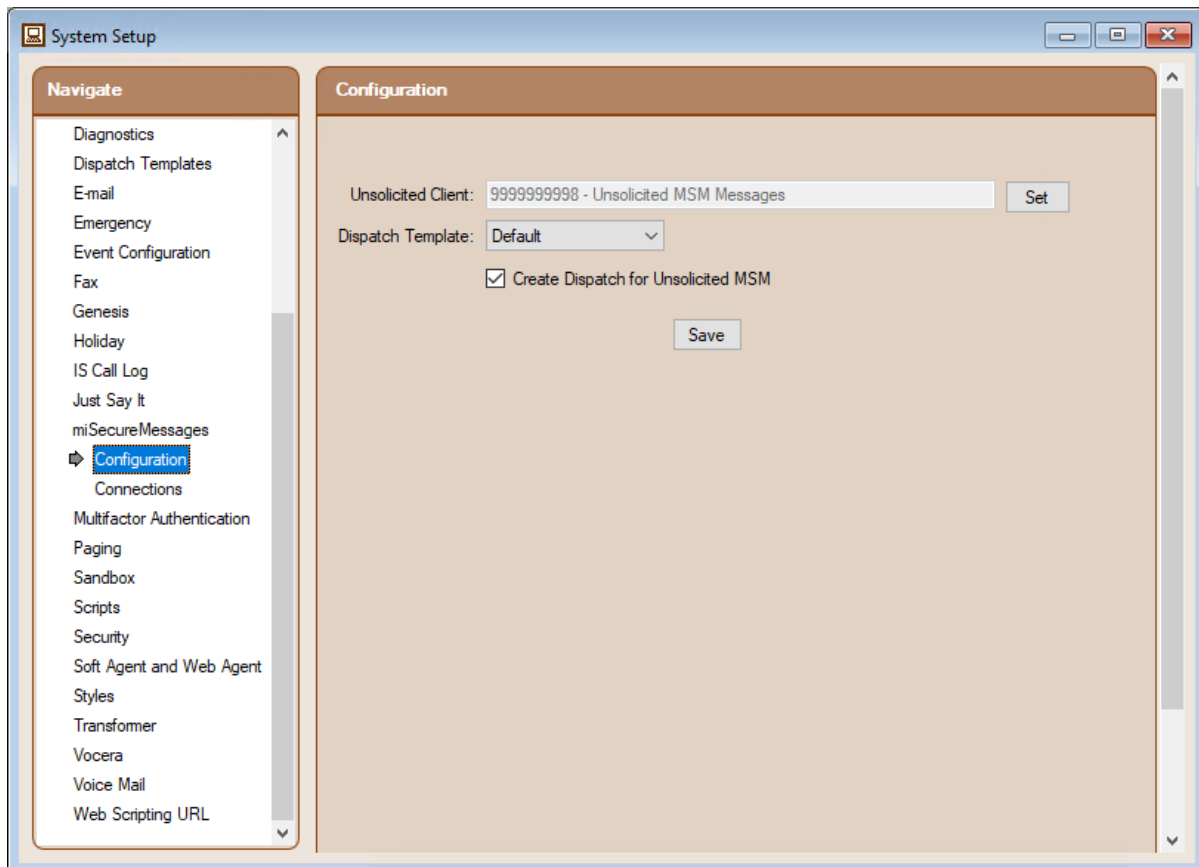 System Setup
Navigate
Diagnostics
Dispatch Templates
E-mail
Emergency
Event Configuration
Fax
Genesis
Holiday
IS Call Log
Just Say It
miSecureMessages
Configuration
Connections
Multifactor Authentication
Paging
Sandbox
Scripts
Security
Soft Agent and Web Agent
Styles
Transformer
Vocera
Voice Mail
Web Scripting URL
Configuration
Unsolicited Client: 9999999998 - Unsolicited MSM Messages Set
Dispatch Template: Default
Create Dispatch for Unsolicited MSM
Save